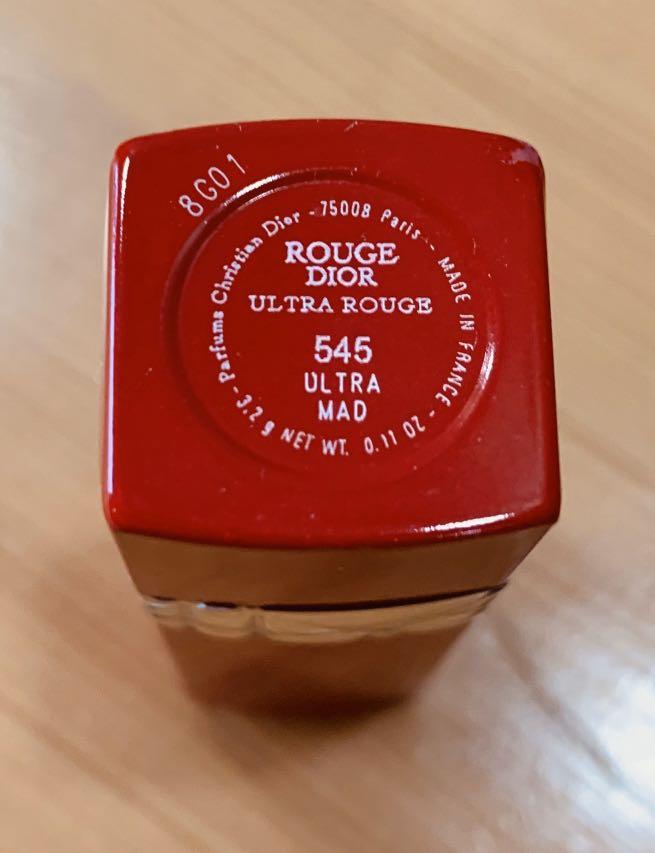 8G01
Parfums Christian Dior - 75008 Paris - MADE IN FRANCE - 3.2 g NET WT. 0.11 OZ -
ROUGE
DIOR
ULTRA ROUGE
545
ULTRA
MAD